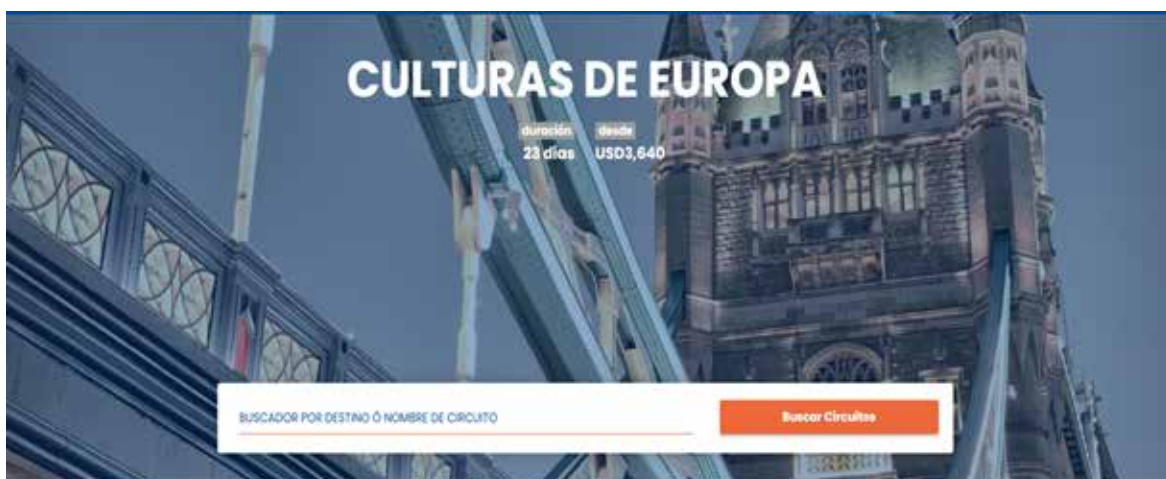 CULTURAS DE EUROPA
duración desde
23 días USD3,640
BUSCADOR POR DESTINO Ó NOMBRE DE CIRCUITO
Buscar Circuitos